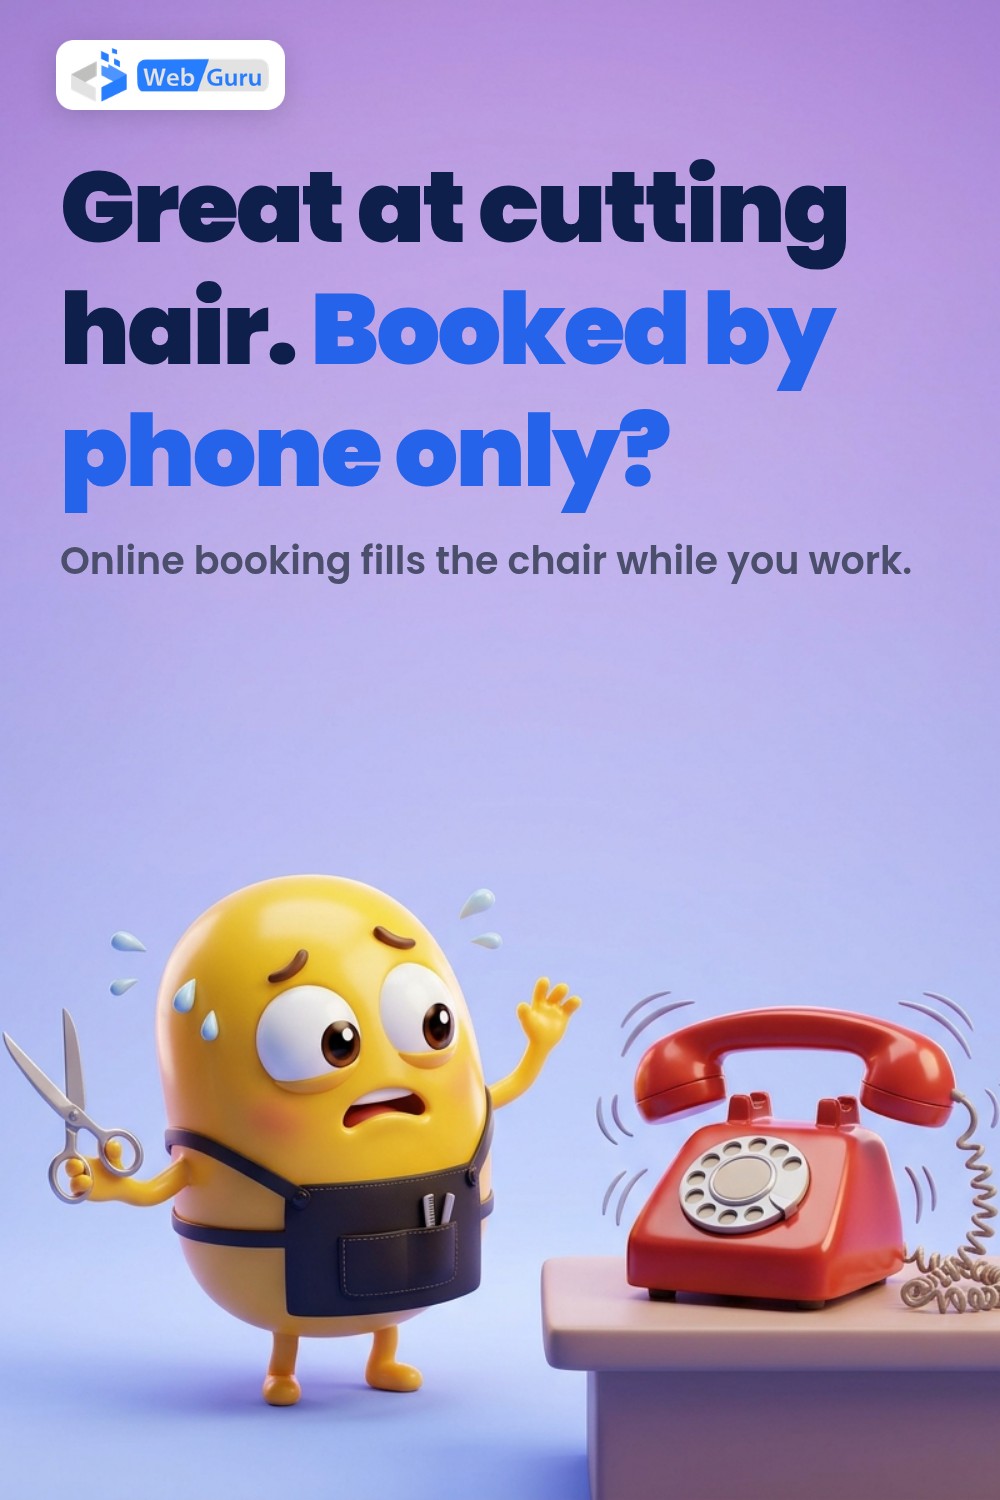 Web Guru
Great at cutting
hair. Booked by
phone only?
Online booking fills the chair while you work.